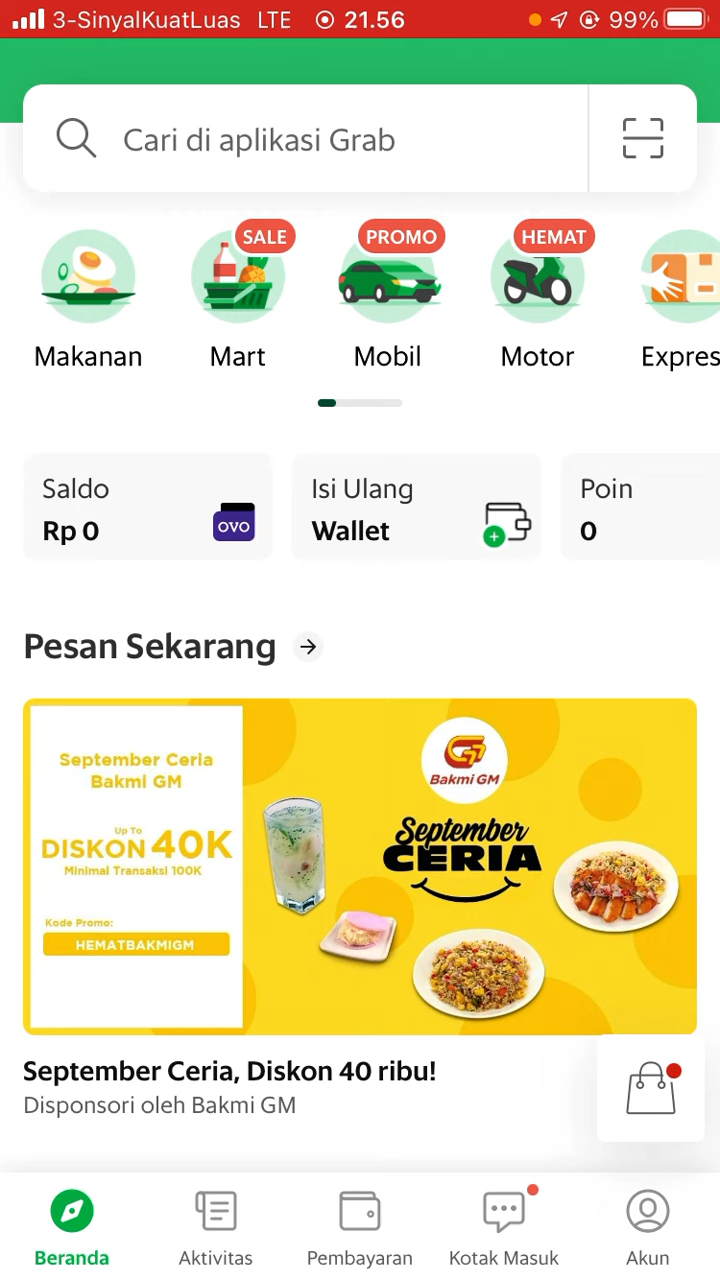 3-SinyalKuatLuas LTE 21.56 99%
Cari di aplikasi Grab
SALE PROMO HEMAT
Makanan Mart Mobil Motor Expres
Saldo
Rp 0
OVO
Isi Ulang
Wallet
Poin
0
Pesan Sekarang
September Ceria
Bakmi GM
Up To
DISKON 40K
Minimal Transaksi 100K
Kode Promo:
HEMATBAKMIGM
Bakmi GM
September
CERIA
September Ceria, Diskon 40 ribu!
Disponsori oleh Bakmi GM
Beranda Aktivitas Pembayaran Kotak Masuk Akun